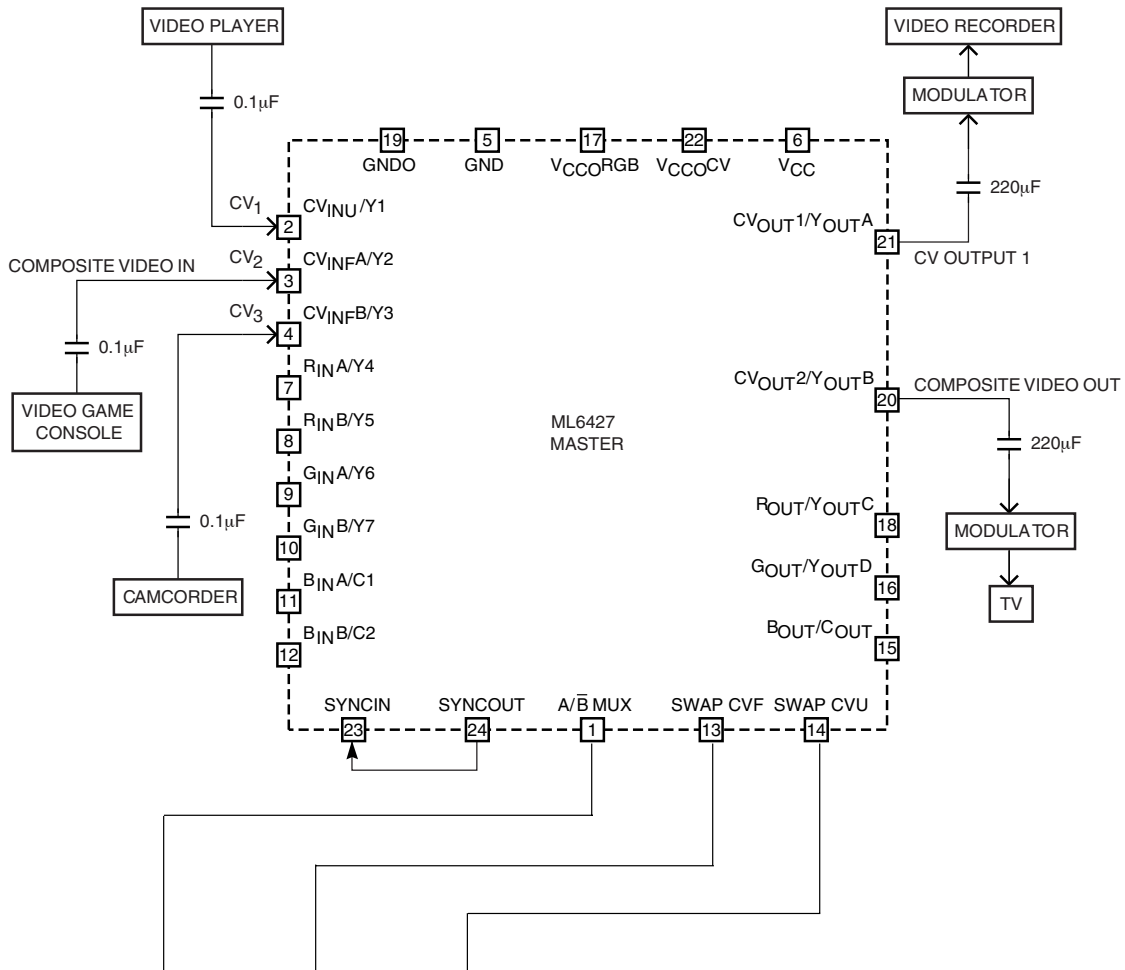 VIDEO PLAYER
0.1µF
VIDEO RECORDER
MODULATOR
220µF
19
GNDO
5
GND
17
VCCORGB
22
VCCOCV
6
VCC
CV1
2
CVINU/Y1
COMPOSITE VIDEO IN
CV2
3
CVINFA/Y2
CV3
4
CVINFB/Y3
0.1µF
VIDEO GAME
CONSOLE
0.1µF
CAMCORDER
7
RINA/Y4
8
RINB/Y5
9
GINA/Y6
10
GINB/Y7
11
BINA/C1
12
BINB/C2
ML6427
MASTER
CVOUT1/YOUTA
21
CV OUTPUT 1
CVOUT2/YOUTB
20
COMPOSITE VIDEO OUT
220µF
MODULATOR
TV
ROUT/YOUTC
18
GOUT/YOUTD
16
BOUT/COUT
15
SYNCIN
23
SYNCOUT
24
A/B̅ MUX
1
SWAP CVF
13
SWAP CVU
14